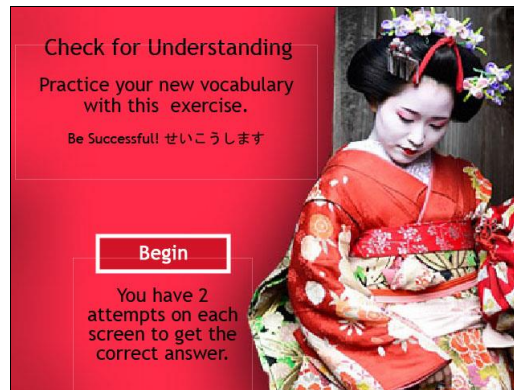 Check for Understanding
Practice your new vocabulary
with this exercise.
Be Successful! せいこうします
Begin
You have 2
attempts on each
screen to get the
correct answer.